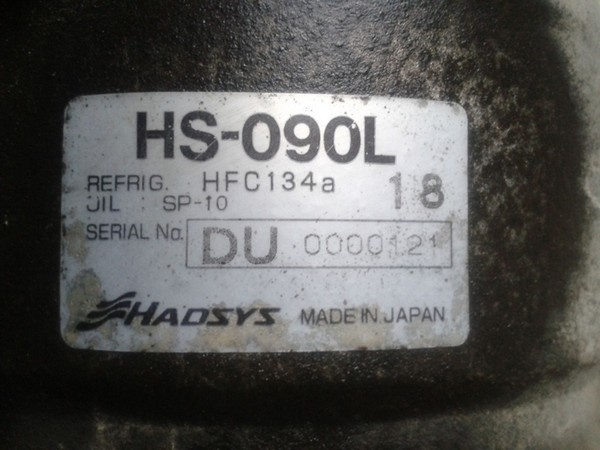 HS-090L
REFRIG. HFC134a 18
OIL : SP-10
SERIAL No. DU 0000121
HADSYS MADE IN JAPAN